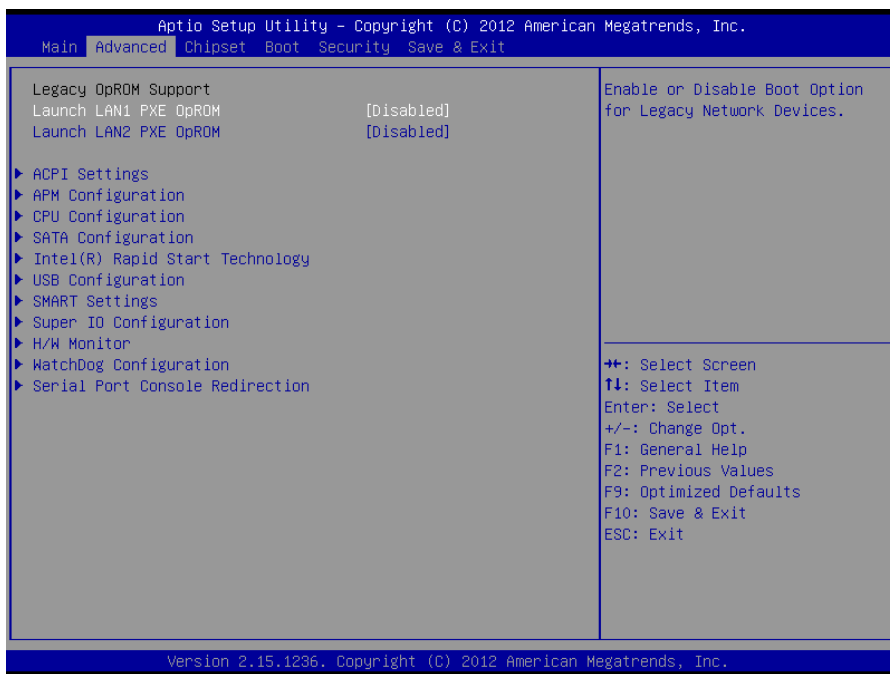 Aptio Setup Utility – Copyright (C) 2012 American Megatrends, Inc.
Main Advanced Chipset Boot Security Save & Exit
Legacy OpROM Support
Launch LAN1 PXE OpROM [Disabled]
Launch LAN2 PXE OpROM [Disabled]
ACPI Settings
APM Configuration
CPU Configuration
SATA Configuration
Intel(R) Rapid Start Technology
USB Configuration
SMART Settings
Super IO Configuration
H/W Monitor
WatchDog Configuration
Serial Port Console Redirection
Enable or Disable Boot Option
for Legacy Network Devices.
→←: Select Screen
↑↓: Select Item
Enter: Select
+/-: Change Opt.
F1: General Help
F2: Previous Values
F9: Optimized Defaults
F10: Save & Exit
ESC: Exit
Version 2.15.1236. Copyright (C) 2012 American Megatrends, Inc.